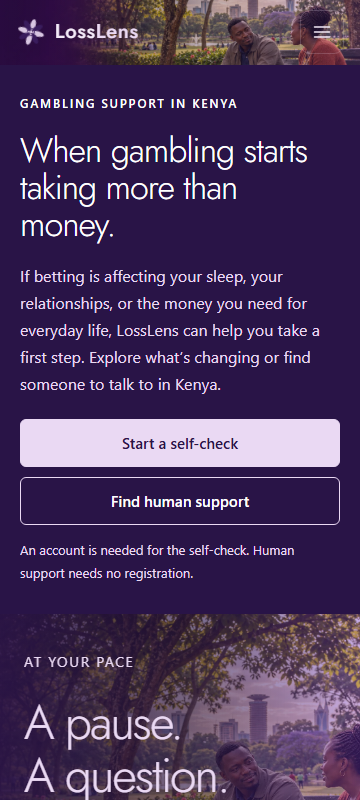 LossLens
GAMBLING SUPPORT IN KENYA
When gambling starts
taking more than
money.
If betting is affecting your sleep, your
relationships, or the money you need for
everyday life, LossLens can help you take a
first step. Explore what’s changing or find
someone to talk to in Kenya.
Start a self-check
Find human support
An account is needed for the self-check. Human
support needs no registration.
AT YOUR PACE
A pause.
A question.